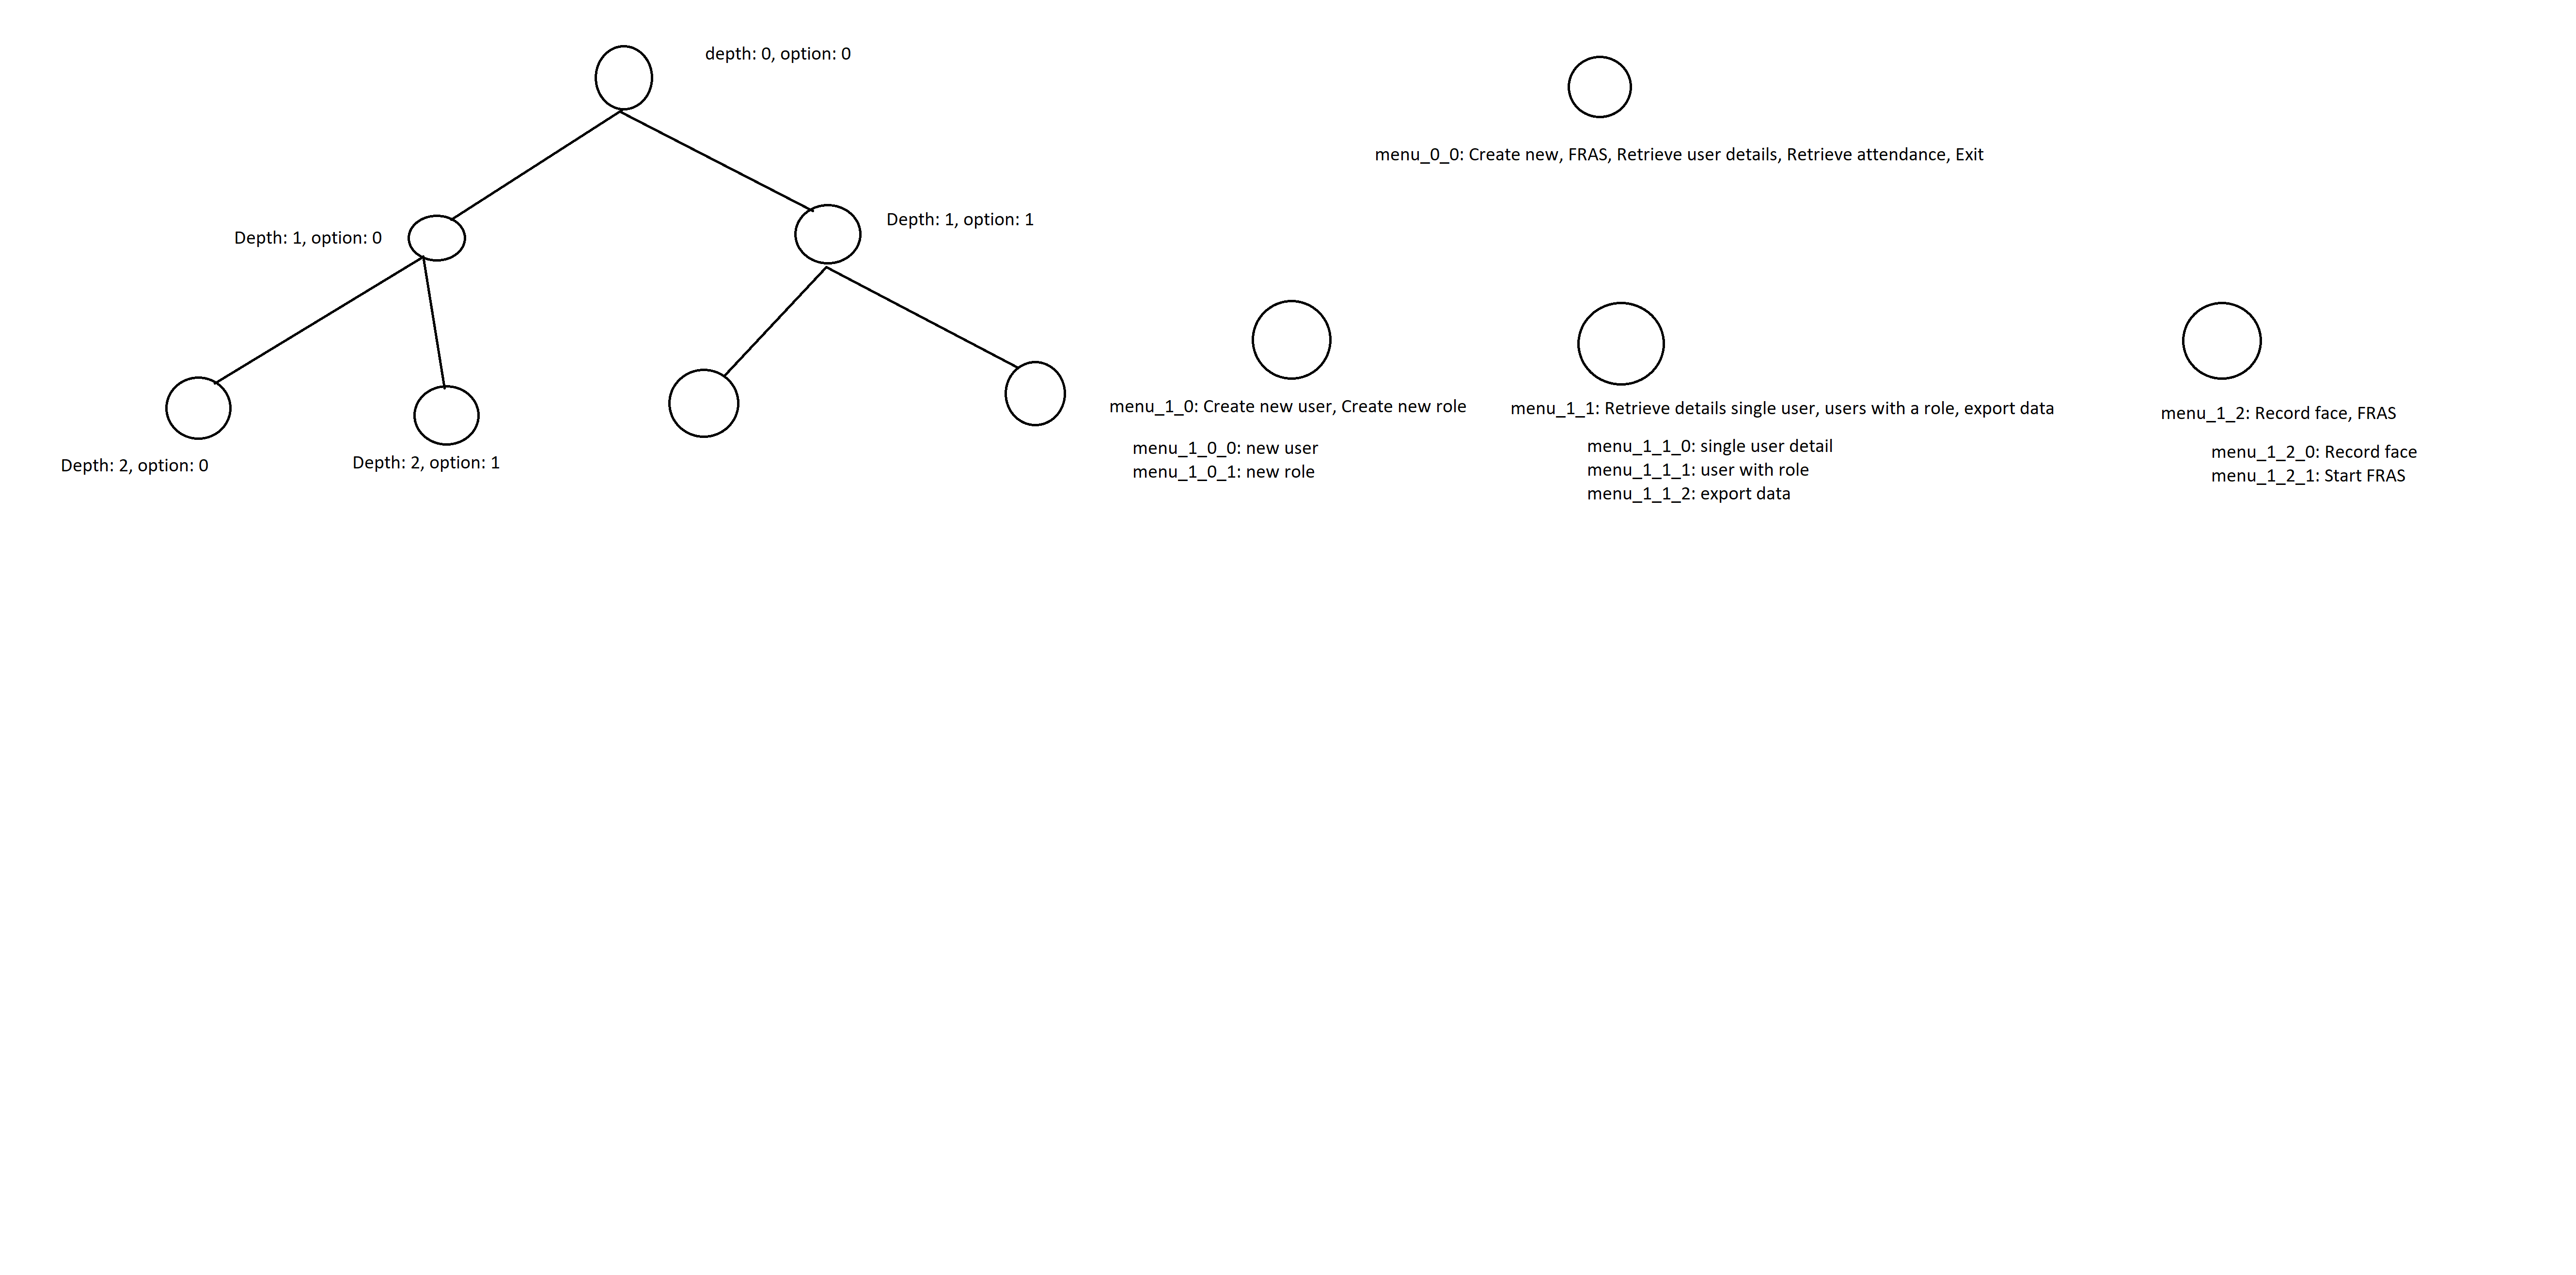 depth: 0, option: 0
Depth: 1, option: 0
Depth: 1, option: 1
Depth: 2, option: 0
Depth: 2, option: 1
menu_0_0: Create new, FRAS, Retrieve user details, Retrieve attendance, Exit
menu_1_0: Create new user, Create new role
menu_1_0_0: new user
menu_1_0_1: new role
menu_1_1: Retrieve details single user, users with a role, export data
menu_1_1_0: single user detail
menu_1_1_1: user with role
menu_1_1_2: export data
menu_1_2: Record face, FRAS
menu_1_2_0: Record face
menu_1_2_1: Start FRAS